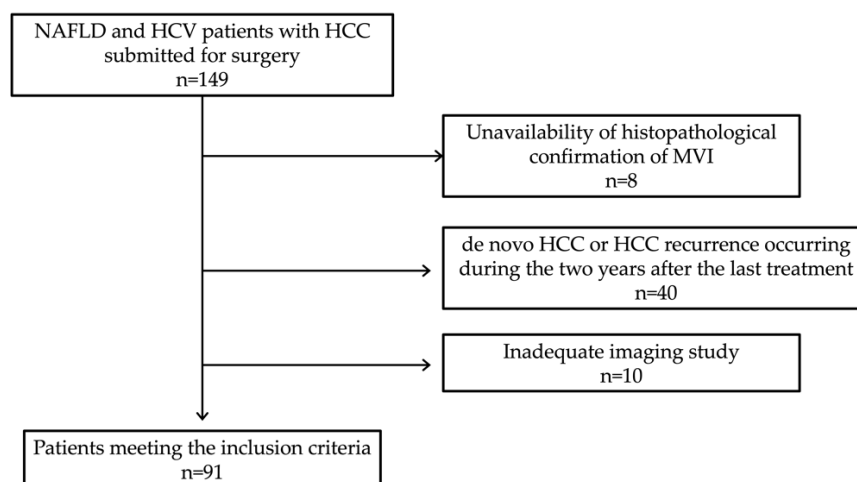 NAFLD and HCV patients with HCC
submitted for surgery
n=149
Unavailability of histopathological
confirmation of MVI
n=8
de novo HCC or HCC recurrence occurring
during the two years after the last treatment
n=40
Inadequate imaging study
n=10
Patients meeting the inclusion criteria
n=91